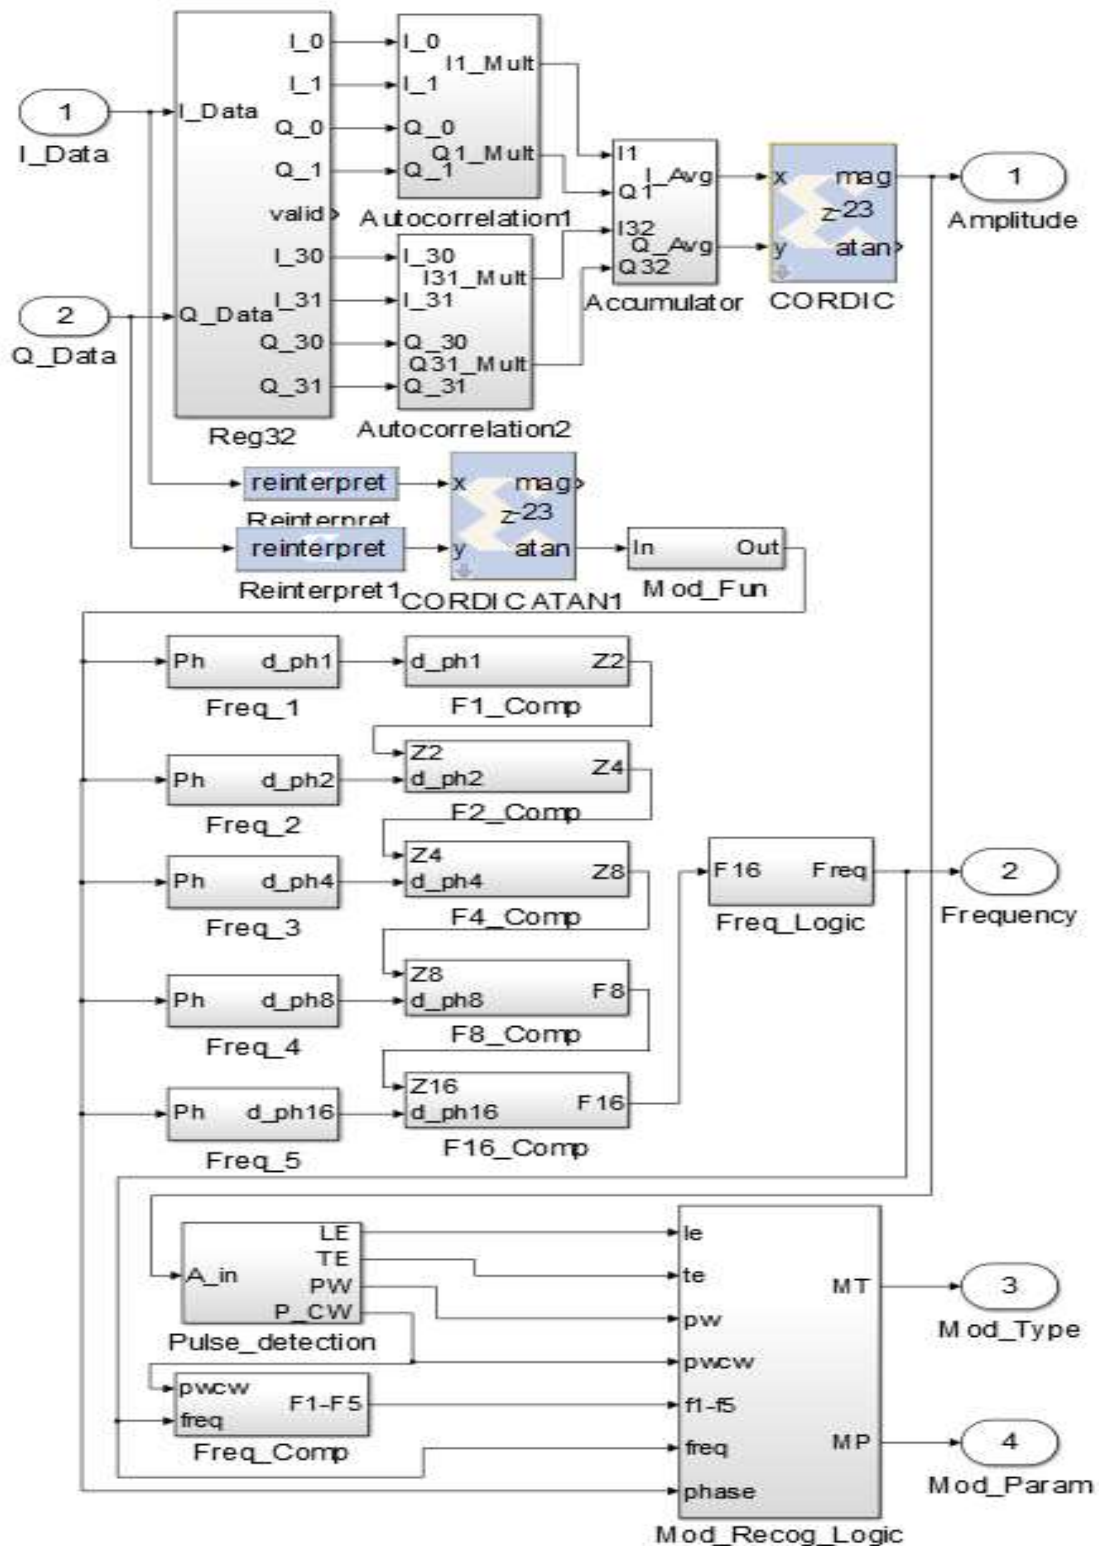 1
I_Data
2
Q_Data
I_Data
Q_Data
I_0
I_1
Q_0
Q_1
valid
I_30
I_31
Q_30
Q_31
Reg32
I_0
I_1
Q_0
Q_1
I1_Mult
Q1_Mult
Autocorrelation1
I_30
I_31
Q_30
Q_31
I31_Mult
Q31_Mult
Autocorrelation2
I1
Q1
I32
Q32
I_Avg
Q_Avg
Accumulator
x
y
mag
z-23
atan
CORDIC
1
Amplitude
reinterpret
Reinterpret
reinterpret
Reinterpret1
x
y
mag
z-23
atan
CORDIC ATAN1
In Out
Mod_Fun
Ph d_ph1
Freq_1
d_ph1 Z2
F1_Comp
Ph d_ph2
Freq_2
Z2
d_ph2
Z4
F2_Comp
Ph d_ph4
Freq_3
Z4
d_ph4
Z8
F4_Comp
Ph d_ph8
Freq_4
Z8
d_ph8
F8
F8_Comp
Ph d_ph16
Freq_5
Z16
d_ph16
F16
F16_Comp
F16 Freq
Freq_Logic
2
Frequency
A_in
LE
TE
PW
P_CW
Pulse_detection
pwcw
freq
F1-F5
Freq_Comp
le
te
pw
pwcw
f1-f5
freq
phase
MT
MP
Mod_Recog_Logic
3
Mod_Type
4
Mod_Param